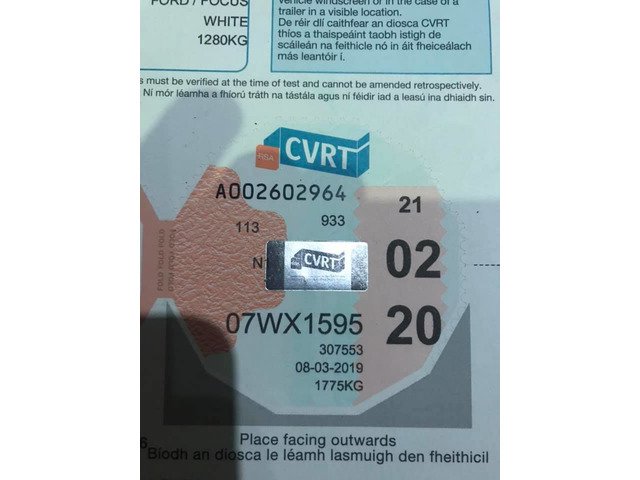 FORD / FOCUS
WHITE
1280KG
vehicle windscreen or in the case of a
trailer in a visible location.
De réir dlí caithfear an diosca CVRT
thíos a thaispeáint taobh istigh de
scáileán na feithicle nó in áit fheiceálach
más leantóir í.
s must be verified at the time of test and cannot be amended retrospectively.
Ní mór léamha a fhíorú tráth na tástála agus ní féidir iad a leasú ina dhiaidh sin.
RSA CVRT
A002602964
21
113 933
N1
CVRT
02
FOLD FOLD FOLD
07WX1595
20
307553
08-03-2019
1775KG
Place facing outwards
Bíodh an diosca le léamh lasmuigh den fheithicil